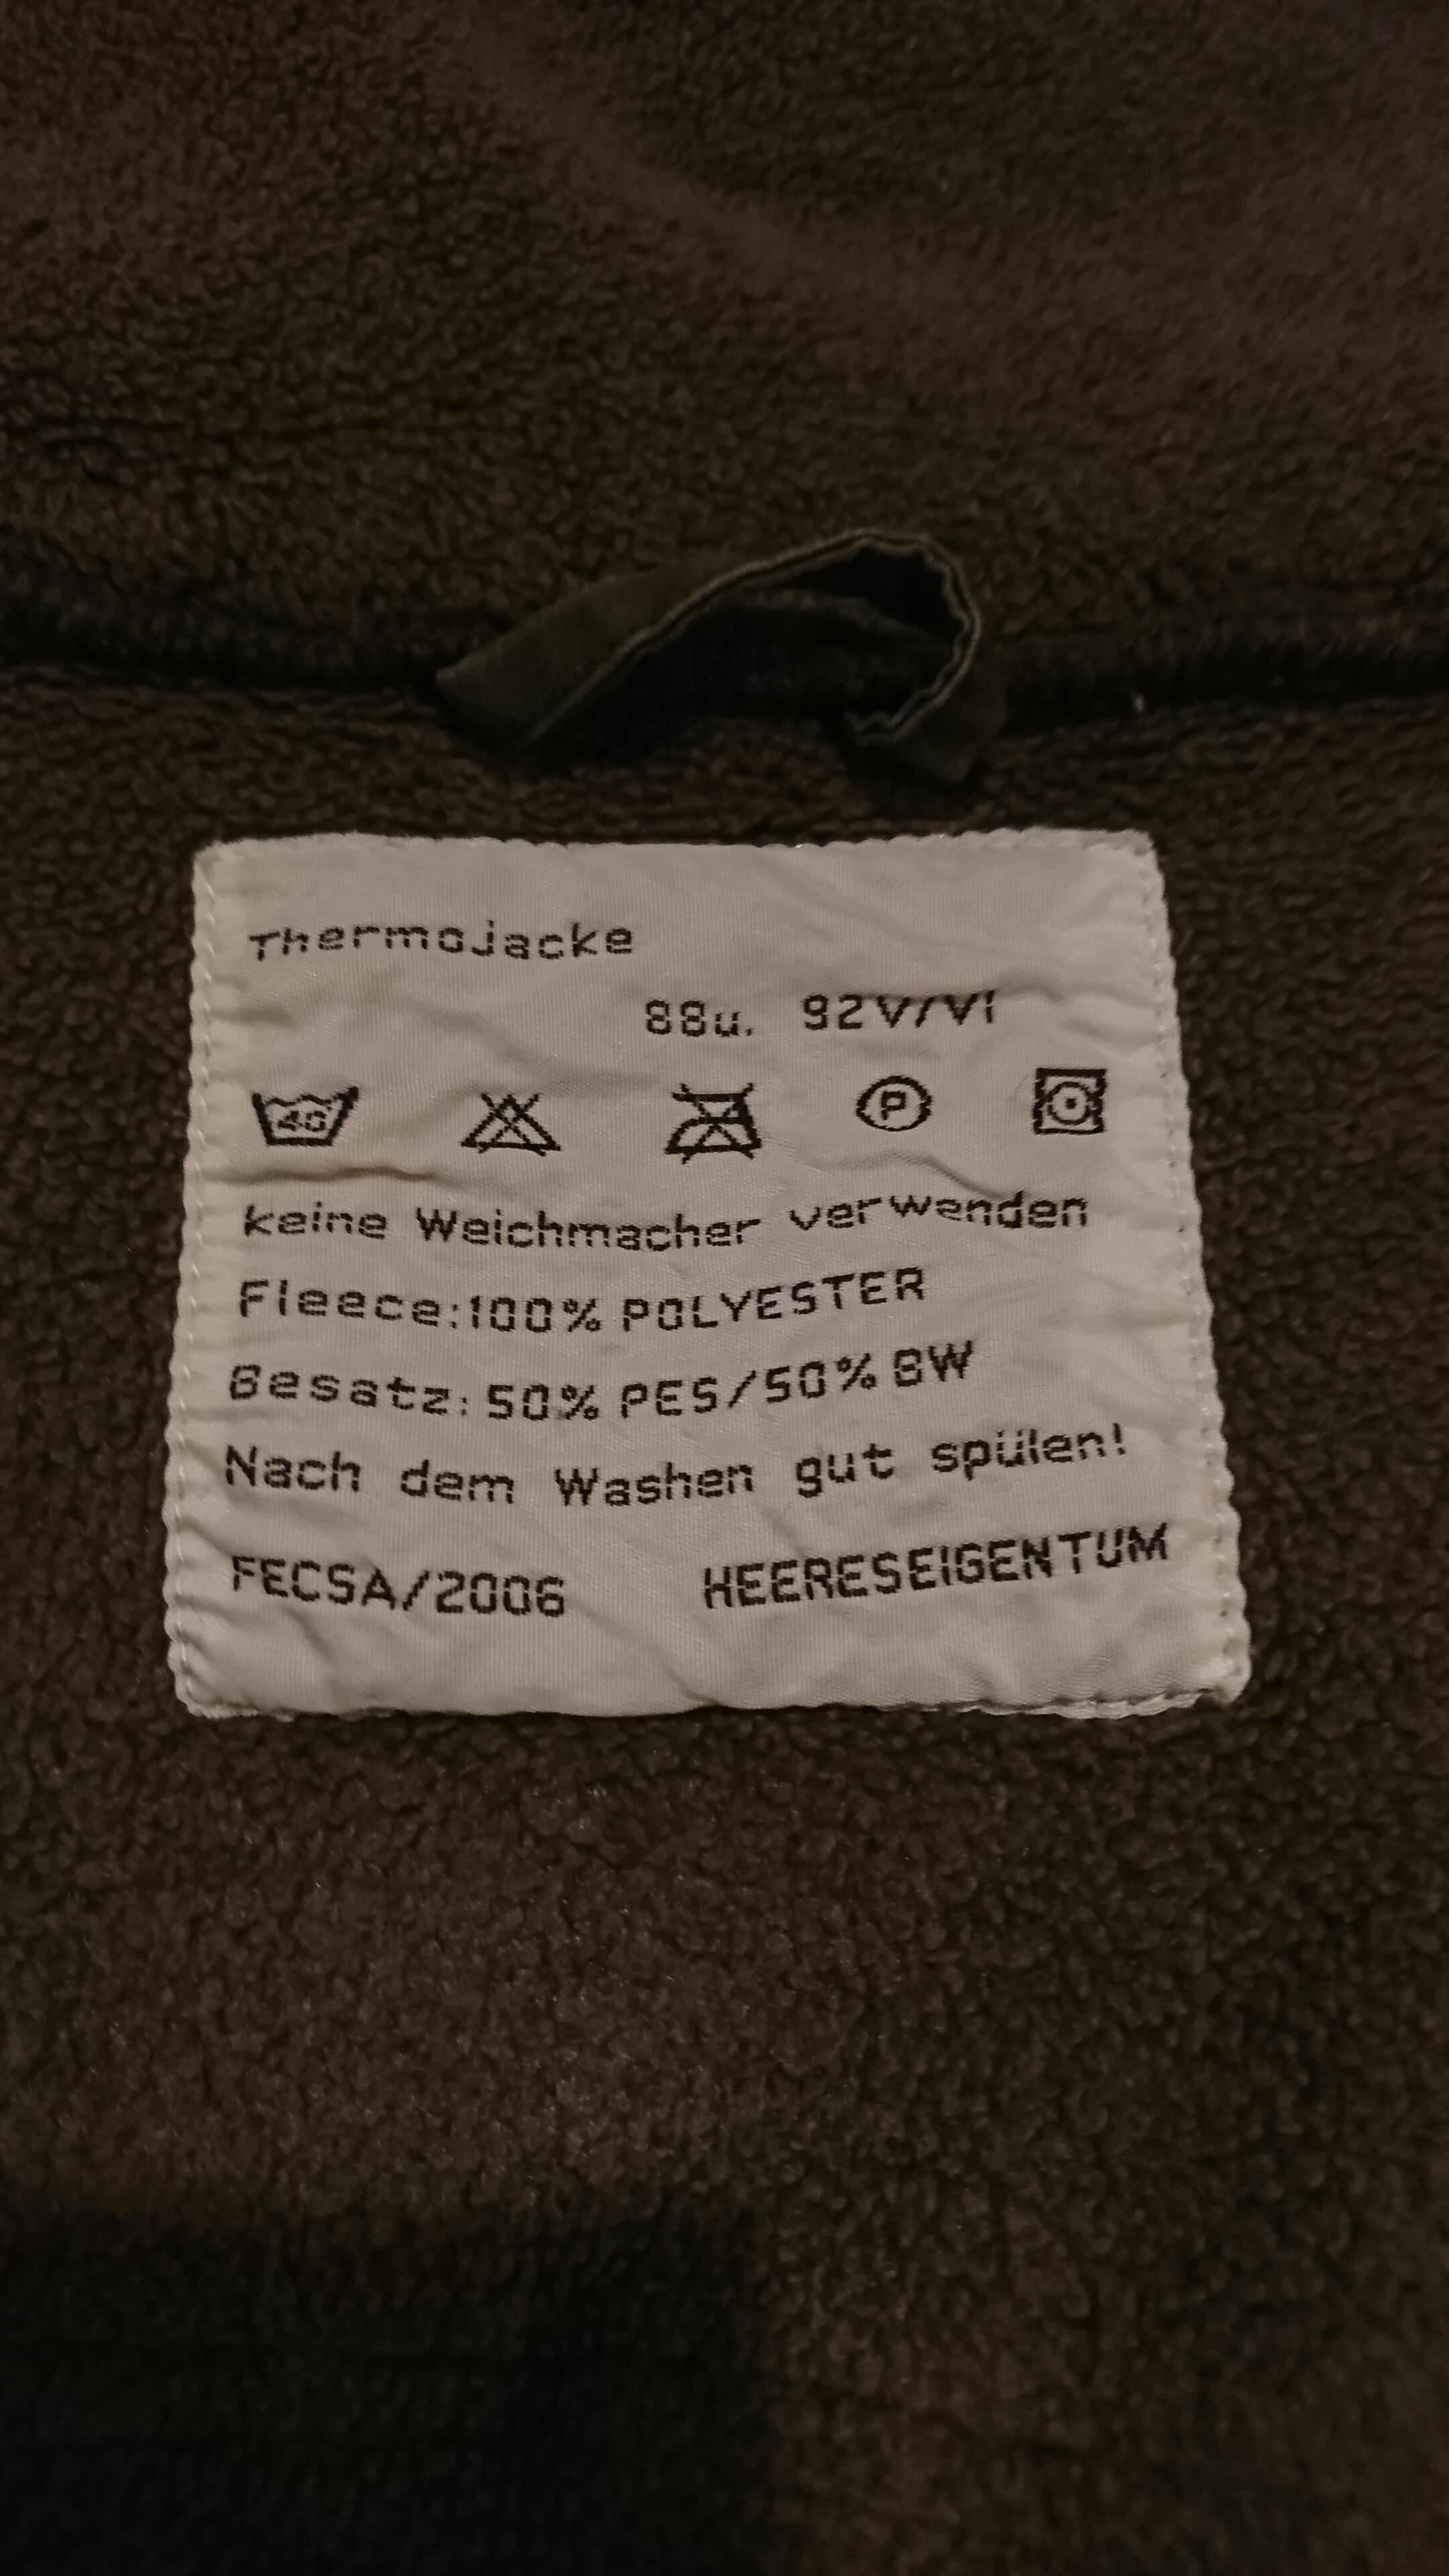 Thermojacke
88u. 92V/VI
40 P
keine Weichmacher verwenden
Fleece:100% POLYESTER
Besatz: 50% PES/50% BW
Nach dem Washen gut spülen!
FECSA/2006 HEERESEIGENTUM